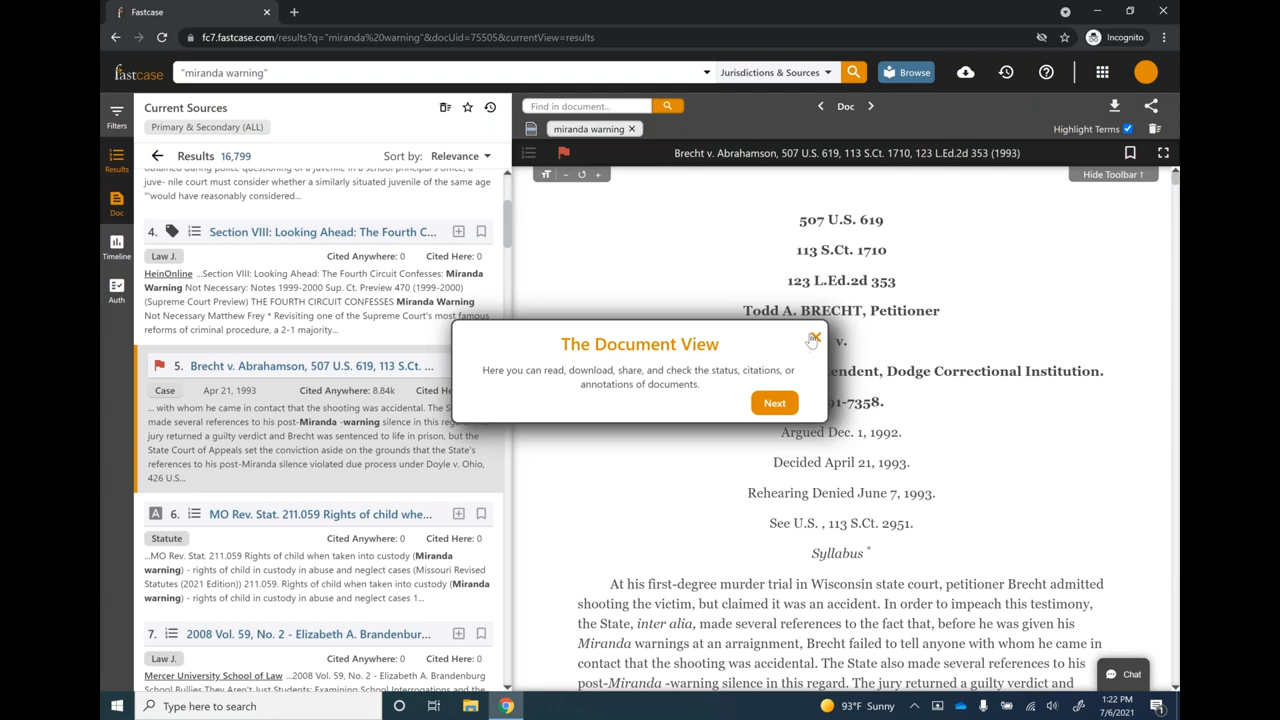 Fastcase
fc7.fastcase.com/results?q="miranda%20warning"&docUid=75505&currentView=results
Incognito
fastcase
"miranda warning"
Jurisdictions & Sources
Browse
Filters
Results
Doc
Timeline
Auth
Current Sources
Primary & Secondary (ALL)
Results 16,799
Sort by: Relevance
obtained during police questioning of a juvenile in a school principal's office, a
juve- nile court must consider whether a similarly situated juvenile of the same age
"'would have reasonably considered...
4. Section VIII: Looking Ahead: The Fourth C...
Law J. Cited Anywhere: 0 Cited Here: 0
HeinOnline ...Section VIII: Looking Ahead: The Fourth Circuit Confesses: Miranda
Warning Not Necessary: Notes 1999-2000 Sup. Ct. Preview 470 (1999-2000)
(Supreme Court Preview) THE FOURTH CIRCUIT CONFESSES Miranda Warning
Not Necessary Matthew Frey * Revisiting one of the Supreme Court's most famous
reforms of criminal procedure, a 2-1 majority...
5. Brecht v. Abrahamson, 507 U.S. 619, 113 S.Ct. ...
Case Apr 21, 1993 Cited Anywhere: 8.84k Cited He
... with whom he came in contact that the shooting was accidental. The S
made several references to his post-Miranda -warning silence in this reg
jury returned a guilty verdict and Brecht was sentenced to life in prison, but the
State Court of Appeals set the conviction aside on the grounds that the State's
references to his post-Miranda silence violated due process under Doyle v. Ohio,
426 U.S...
6. MO Rev. Stat. 211.059 Rights of child whe...
Statute Cited Anywhere: 0 Cited Here: 0
...MO Rev. Stat. 211.059 Rights of child when taken into custody (Miranda
warning) - rights of child in custody in abuse and neglect cases (Missouri Revised
Statutes (2021 Edition)) 211.059. Rights of child when taken into custody (Miranda
warning) - rights of child in custody in abuse and neglect cases 1...
7. 2008 Vol. 59, No. 2 - Elizabeth A. Brandenbur...
Law J. Cited Anywhere: 0 Cited Here: 0
Mercer University School of Law ...2008 Vol. 59, No. 2 - Elizabeth A. Brandenburg
School Bullies They Aren't Just Students: Examining School Interrogations and the
Find in document...
Doc
miranda warning
Highlight Terms
Brecht v. Abrahamson, 507 U.S. 619, 113 S.Ct. 1710, 123 L.Ed.2d 353 (1993)
Hide Toolbar ↑
507 U.S. 619
113 S.Ct. 1710
123 L.Ed.2d 353
Todd A. BRECHT, Petitioner
v.
ndent, Dodge Correctional Institution.
91-7358.
Argued Dec. 1, 1992.
Decided April 21, 1993.
Rehearing Denied June 7, 1993.
See U.S. , 113 S.Ct. 2951.
Syllabus *
At his first-degree murder trial in Wisconsin state court, petitioner Brecht admitted
shooting the victim, but claimed it was an accident. In order to impeach this testimony,
the State, inter alia, made several references to the fact that, before he was given his
Miranda warnings at an arraignment, Brecht failed to tell anyone with whom he came in
contact that the shooting was accidental. The State also made several references to his
post-Miranda -warning silence in this regard. The jury returned a guilty verdict and
The Document View
Here you can read, download, share, and check the status, citations, or
annotations of documents.
Next
Chat
Type here to search
93°F Sunny
1:22 PM
7/6/2021